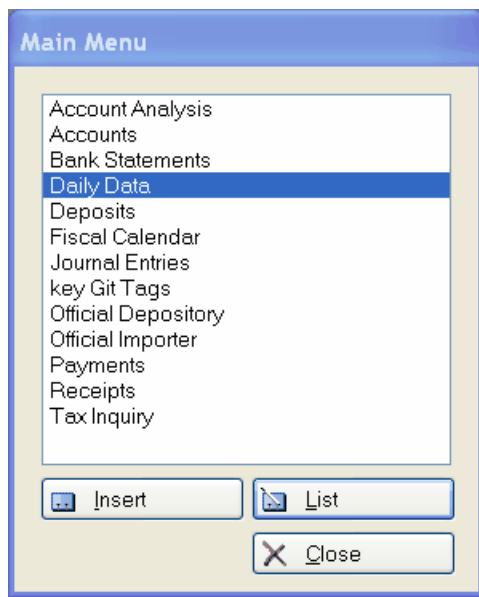 Main Menu
Account Analysis
Accounts
Bank Statements
Daily Data
Deposits
Fiscal Calendar
Journal Entries
key Git Tags
Official Depository
Official Importer
Payments
Receipts
Tax Inquiry
Insert
List
Close